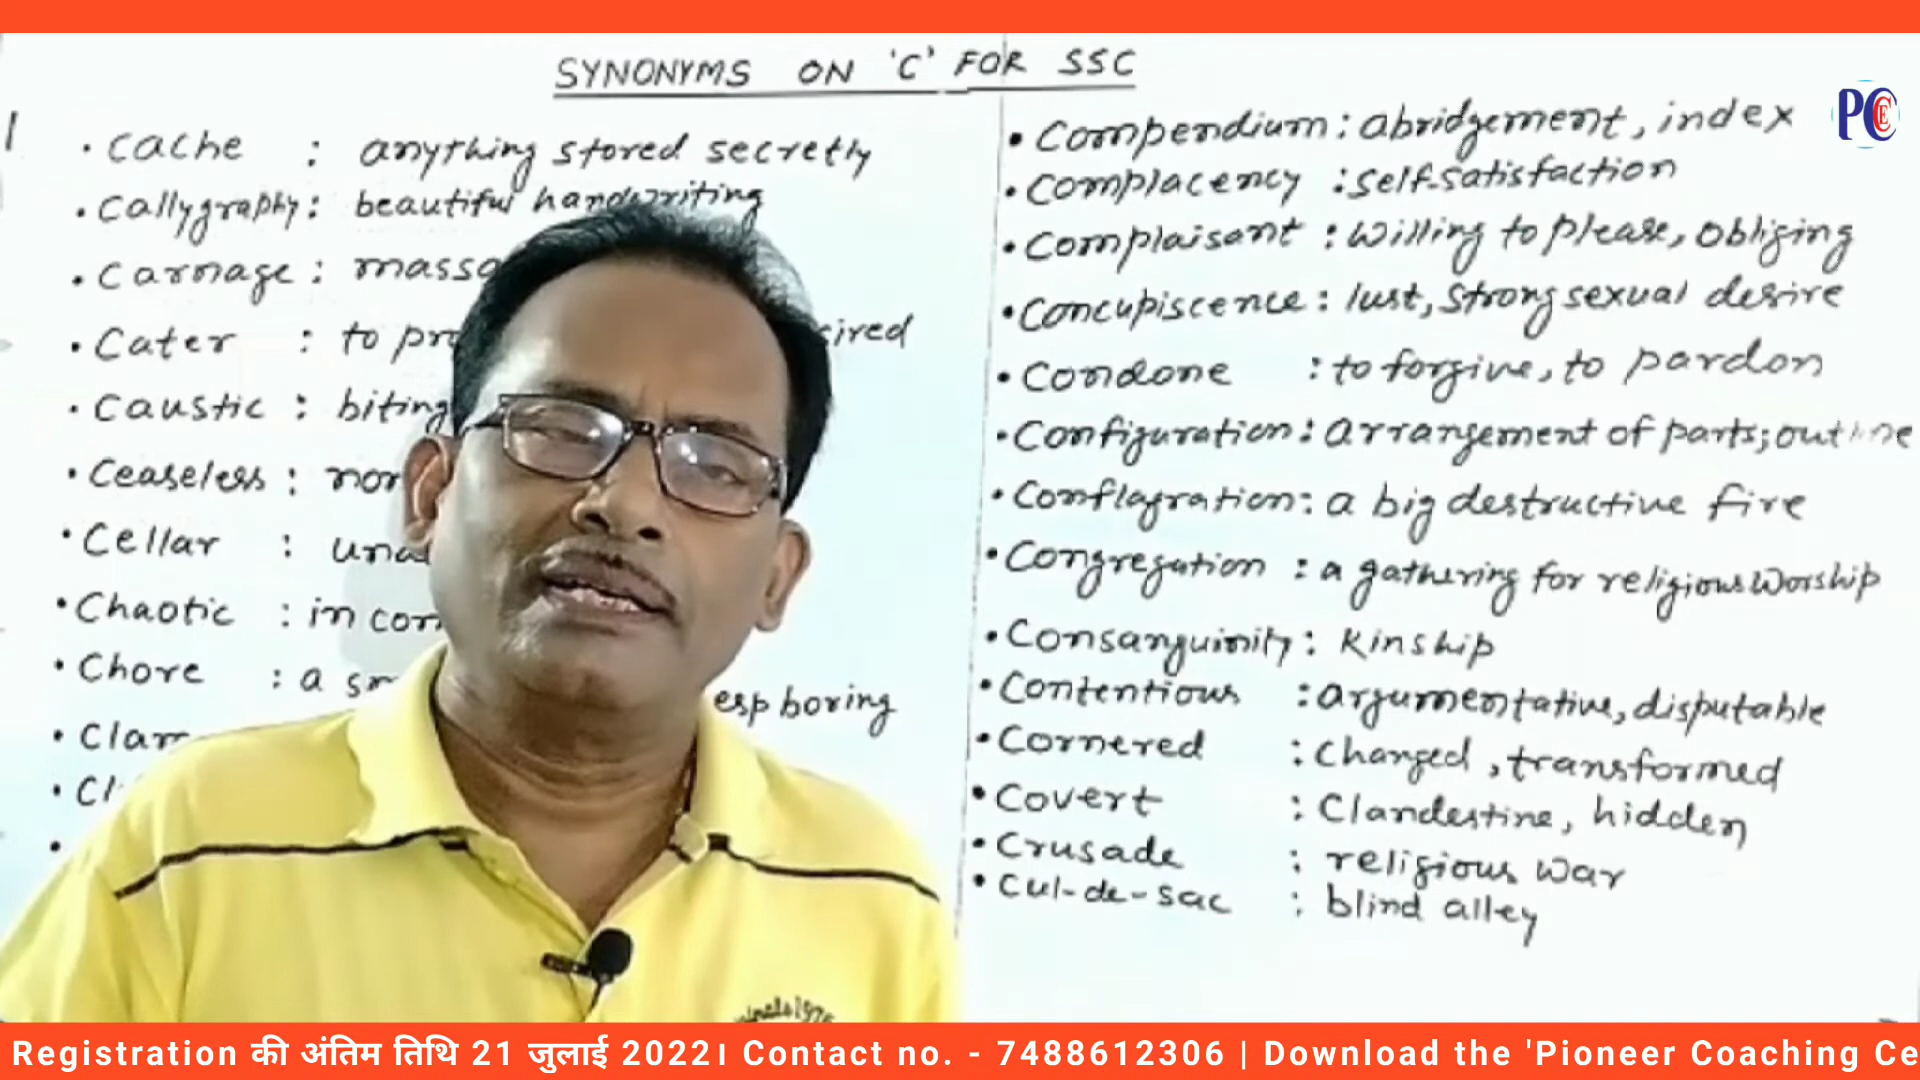 SYNONYMS ON 'C' FOR SSC
• Cache : anything stored secretly
• Callygraphy : beautiful handwriting
• Carnage : massa
• Cater : to pro ired
• Caustic : biting
• Ceaseless : non
• Cellar : una
• Chaotic : in con
• Chore : a sm esp boring
• Clam
• Cl
•
• Compendium : abridgement, index
• Complacency : self-satisfaction
• Complaisant : willing to please, obliging
• Concupiscence : lust, strong sexual desire
• Condone : to forgive, to pardon
• Configuration : arrangement of parts; outline
• Conflagration : a big destructive fire
• Congregation : a gathering for religious worship
• Consanguinity : Kinship
• Contentious : argumentative, disputable
• Cornered : changed, transformed
• Covert : Clandestine, hidden
• Crusade : religious war
• Cul-de-sac : blind alley
PCE
Registration की अंतिम तिथि 21 जुलाई 2022। Contact no. - 7488612306 | Download the 'Pioneer Coaching Ce